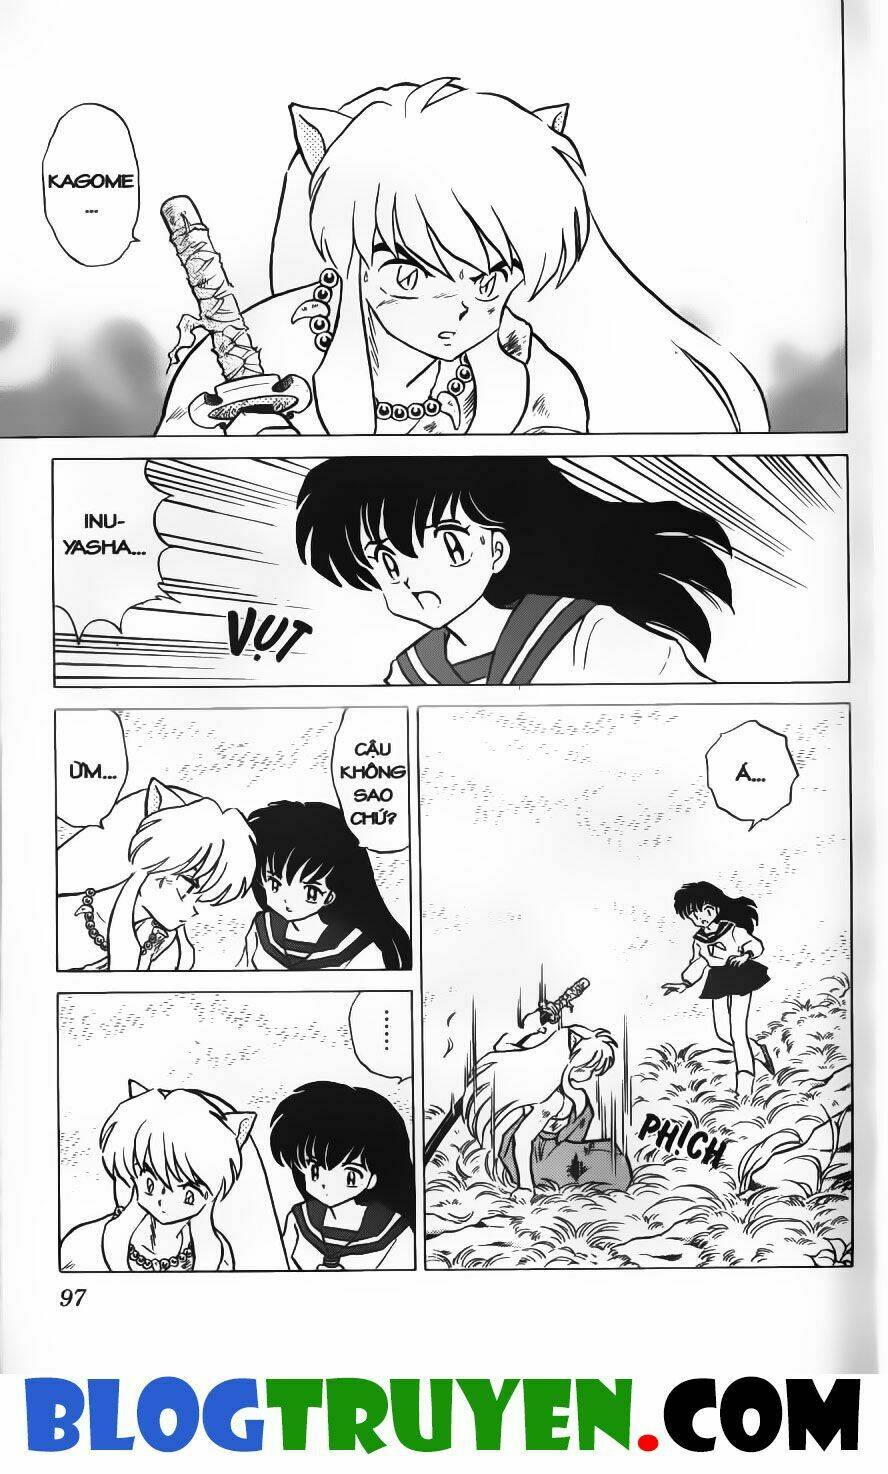 KAGOME
...
INU-
YASHA...
VỤT
Á...
PHỊCH
CẬU
KHÔNG
SAO
CHỨ?
ỪM...
......
97
BLOGTRUYEN.COM